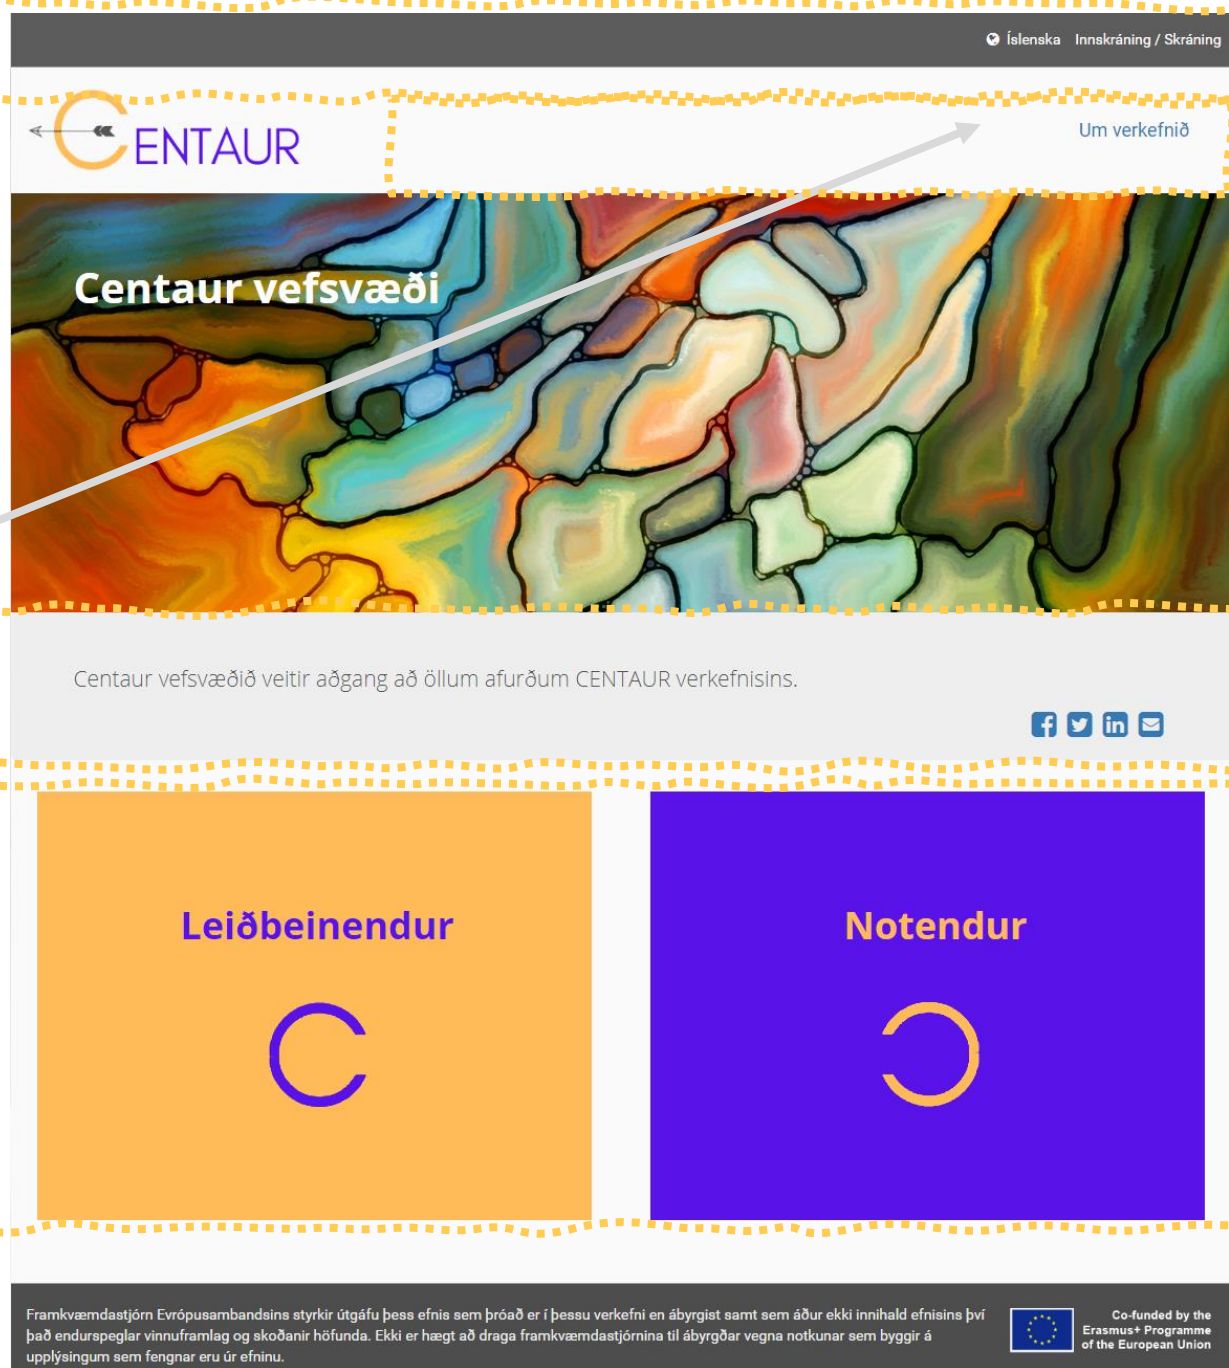 Íslenska Innskráning / Skráning
CENTAUR
Um verkefnið
Centaur vefsvæði
Centaur vefsvæðið veitir aðgang að öllum afurðum CENTAUR verkefnisins.
Leiðbeinendur
Notendur
Framkvæmdastjórn Evrópusambandsins styrkir útgáfu þess efnis sem þróað er í þessu verkefni en ábyrgist samt sem áður ekki innihald efnisins því
það endurspeglar vinnuframlag og skoðanir höfunda. Ekki er hægt að draga framkvæmdastjórnina til ábyrgðar vegna notkunar sem byggir á
upplýsingum sem fengnar eru úr efninu.
Co-funded by the
Erasmus+ Programme
of the European Union